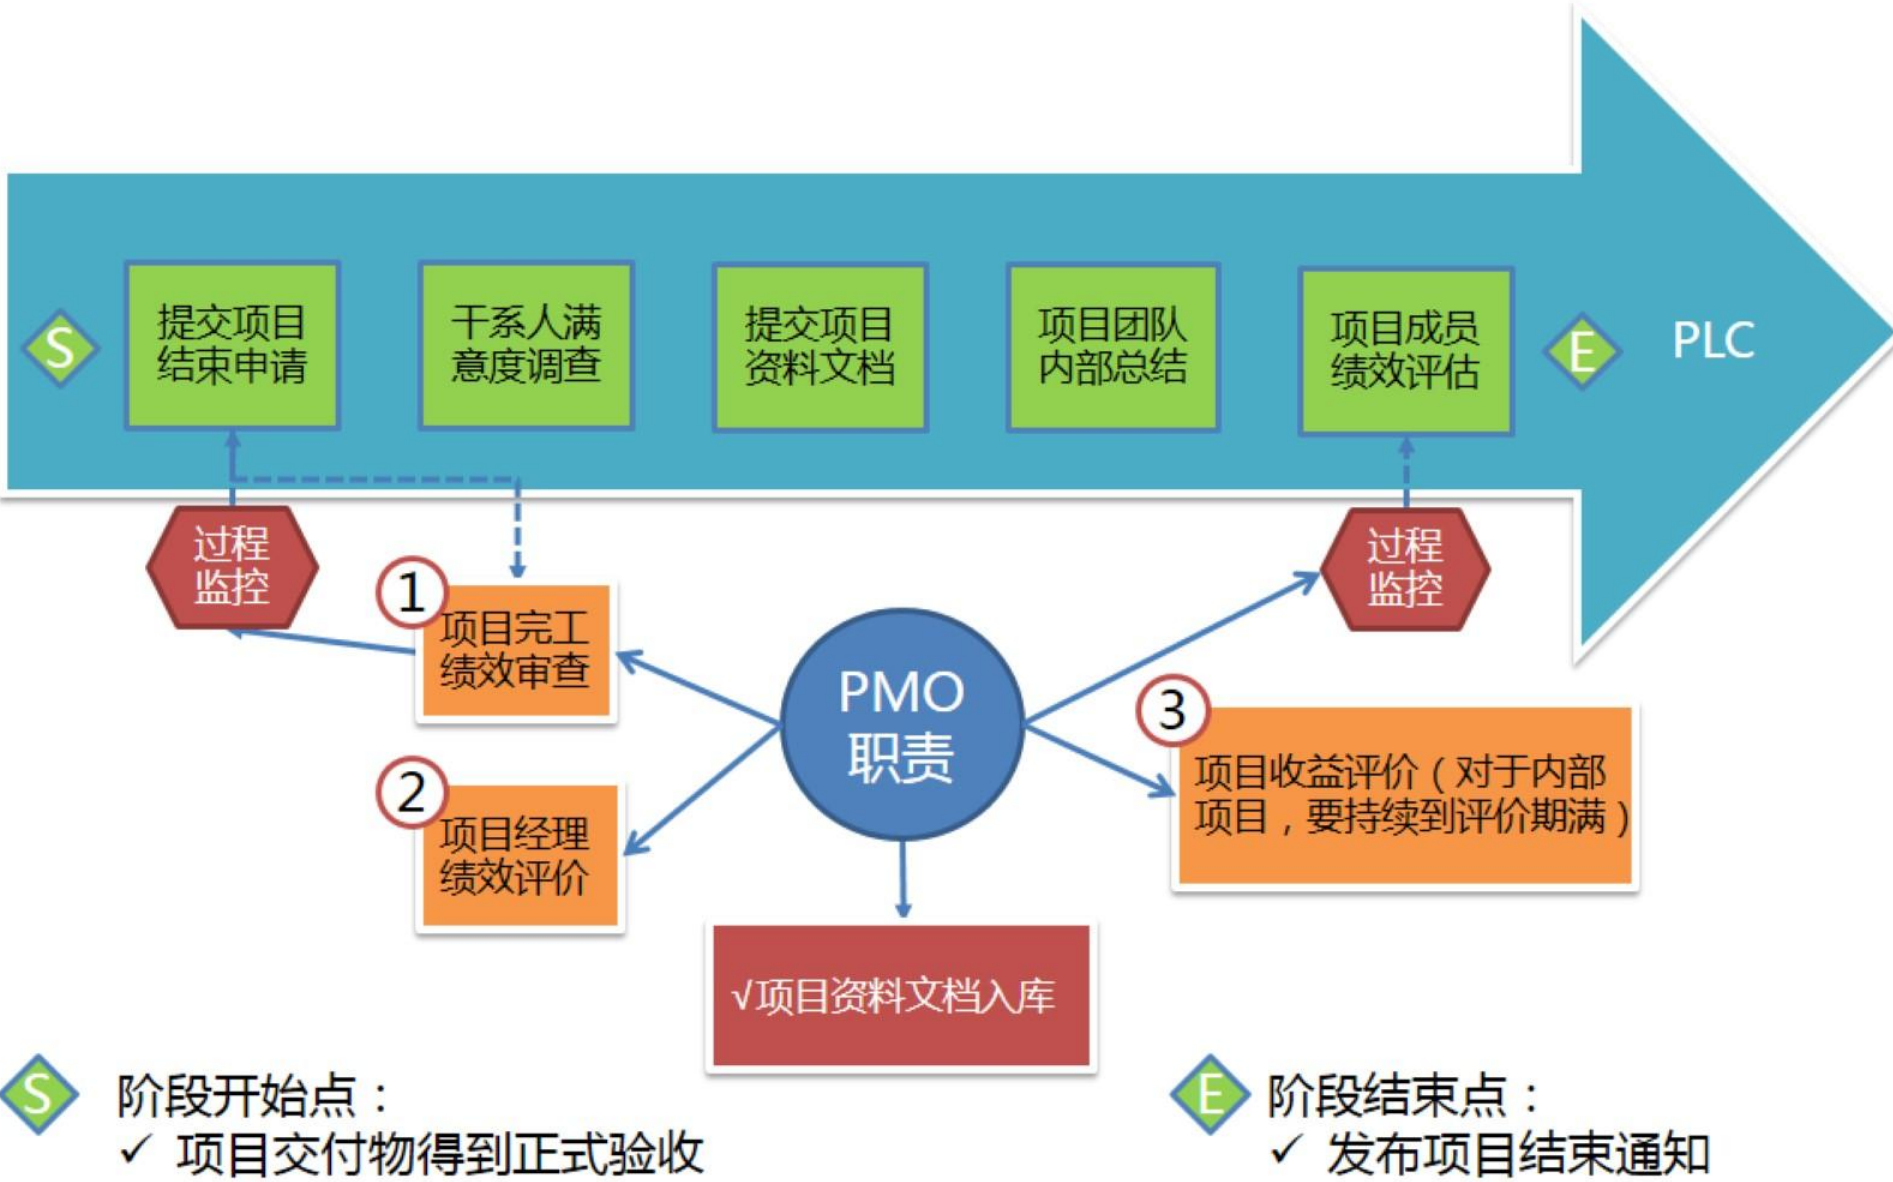 S
提交项目
结束申请
干系人满
意度调查
提交项目
资料文档
项目团队
内部总结
项目成员
绩效评估
E
PLC
过程
监控
过程
监控
1
项目完工
绩效审查
2
项目经理
绩效评价
PMO
职责
3
项目收益评价（对于内部
项目，要持续到评价期满）
√项目资料文档入库
S
阶段开始点：
✓ 项目交付物得到正式验收
E
阶段结束点：
✓ 发布项目结束通知